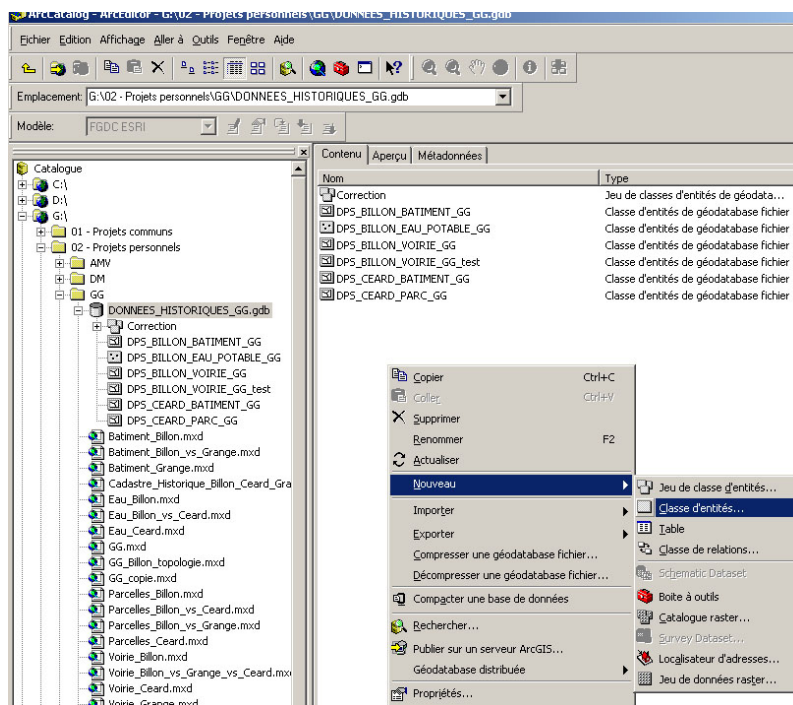 ArcCatalog - ArcEditor - G:\02 - Projets personnels\GG\DONNEES_HISTORIQUES_GG.gdb
Fichier Edition Affichage Aller à Outils Fenêtre Aide
Emplacement: G:\02 - Projets personnels\GG\DONNEES_HISTORIQUES_GG.gdb
Modèle: FGDC ESRI
Catalogue
C:\
D:\
G:\
01 - Projets communs
02 - Projets personnels
AMV
DM
GG
DONNEES_HISTORIQUES_GG.gdb
Correction
DPS_BILLON_BATIMENT_GG
DPS_BILLON_EAU_POTABLE_GG
DPS_BILLON_VOIRIE_GG
DPS_BILLON_VOIRIE_GG_test
DPS_CEARD_BATIMENT_GG
DPS_CEARD_PARC_GG
Batiment_Billon.mxd
Batiment_Billon_vs_Grange.mxd
Batiment_Grange.mxd
Cadastre_Historique_Billon_Ceard_Gra
Eau_Billon.mxd
Eau_Billon_vs_Ceard.mxd
Eau_Ceard.mxd
GG.mxd
GG_Billon_topologie.mxd
GG_copie.mxd
Parcelles_Billon.mxd
Parcelles_Billon_vs_Ceard.mxd
Parcelles_Billon_vs_Grange.mxd
Parcelles_Ceard.mxd
Voirie_Billon.mxd
Voirie_Billon_vs_Grange_vs_Ceard.mx
Voirie_Ceard.mxd
Voirie_Grange.mxd
Contenu Aperçu Métadonnées
Nom Type
Correction Jeu de classes d'entités de géodata...
DPS_BILLON_BATIMENT_GG Classe d'entités de géodatabase fichier
DPS_BILLON_EAU_POTABLE_GG Classe d'entités de géodatabase fichier
DPS_BILLON_VOIRIE_GG Classe d'entités de géodatabase fichier
DPS_BILLON_VOIRIE_GG_test Classe d'entités de géodatabase fichier
DPS_CEARD_BATIMENT_GG Classe d'entités de géodatabase fichier
DPS_CEARD_PARC_GG Classe d'entités de géodatabase fichier
Copier Ctrl+C
Coller Ctrl+V
Supprimer
Renommer F2
Actualiser
Nouveau
Importer
Exporter
Compresser une géodatabase fichier...
Décompresser une géodatabase fichier...
Compacter une base de données
Rechercher...
Publier sur un serveur ArcGIS...
Géodatabase distribuée
Propriétés...
Jeu de classe d'entités...
Classe d'entités...
Table
Classe de relations...
Schematic Dataset
Boite à outils
Catalogue raster...
Survey Dataset...
Localisateur d'adresses...
Jeu de données raster...